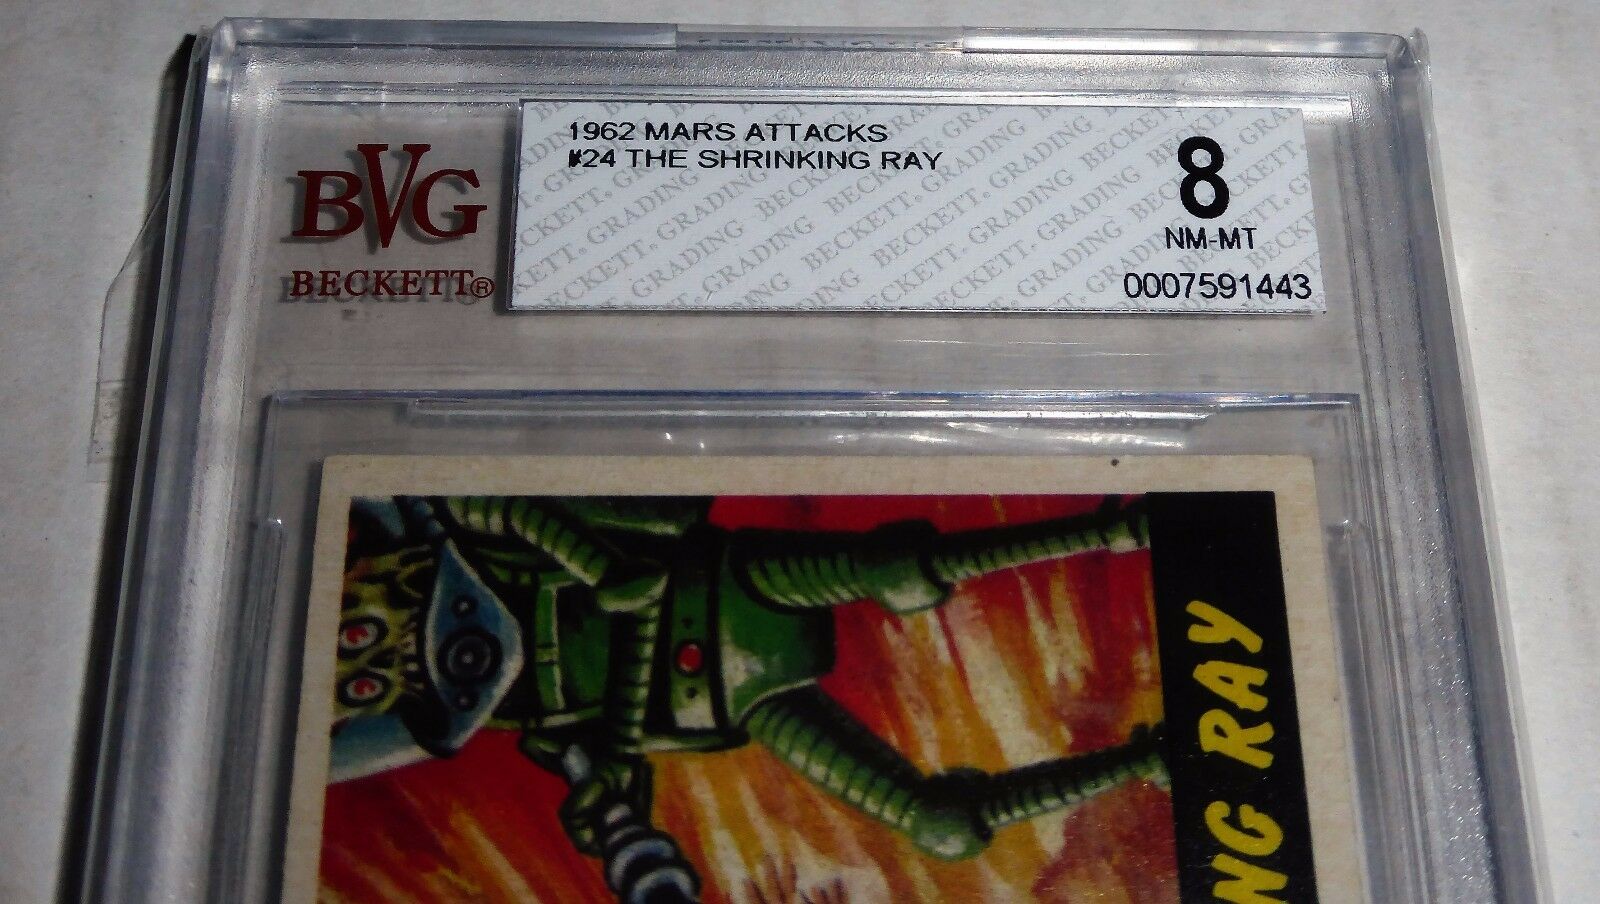 BVG
BECKETT®
1962 MARS ATTACKS
#24 THE SHRINKING RAY
8
NM-MT
0007591443
NG RAY